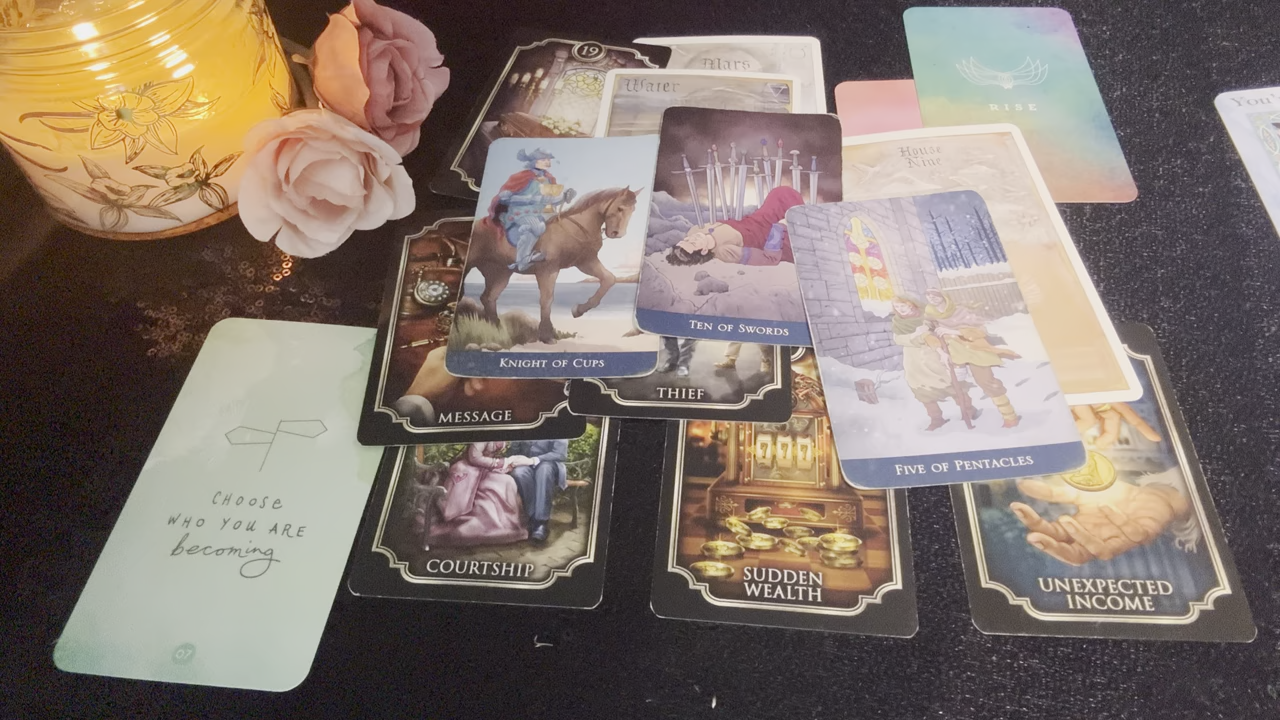 19
Mars
Water
RISE
You'
House
Nine
KNIGHT OF CUPS
TEN OF SWORDS
THIEF
MESSAGE
777
FIVE OF PENTACLES
CHOOSE
WHO YOU ARE
becoming
07
COURTSHIP
SUDDEN
WEALTH
UNEXPECTED
INCOME